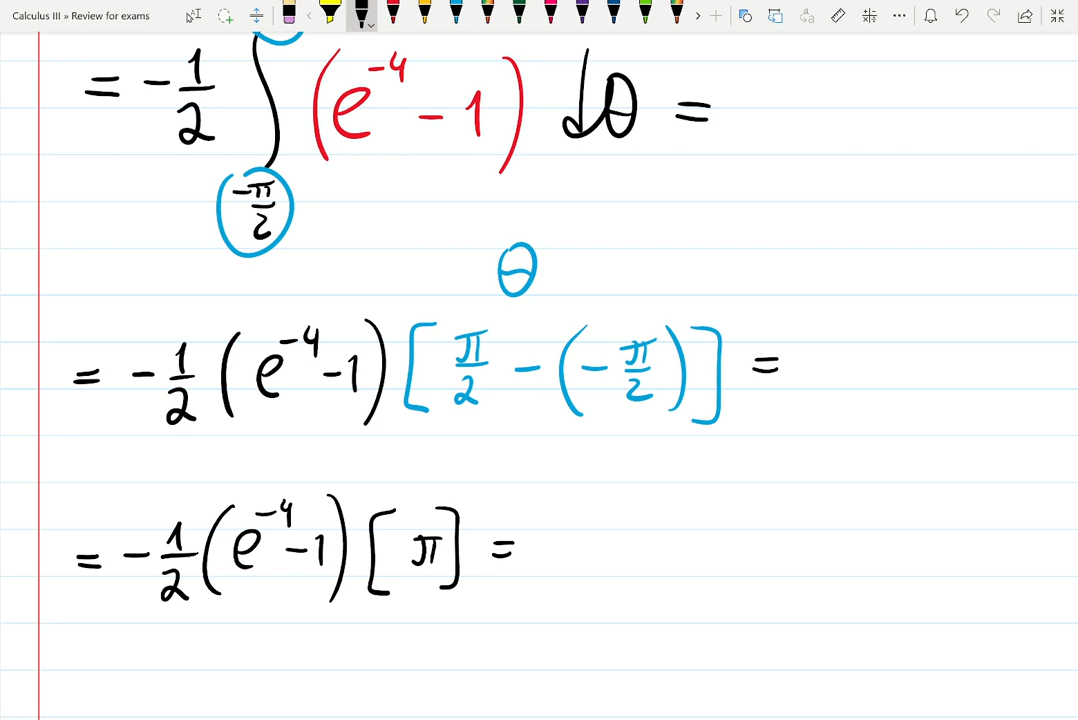 Calculus III » Review for exams
= -1/2 ∫_{-π/2} (e^{-4} - 1) dθ =
θ
= -1/2 (e^{-4} - 1) [π/2 - (-π/2)] =
= -1/2 (e^{-4} - 1) [π] =